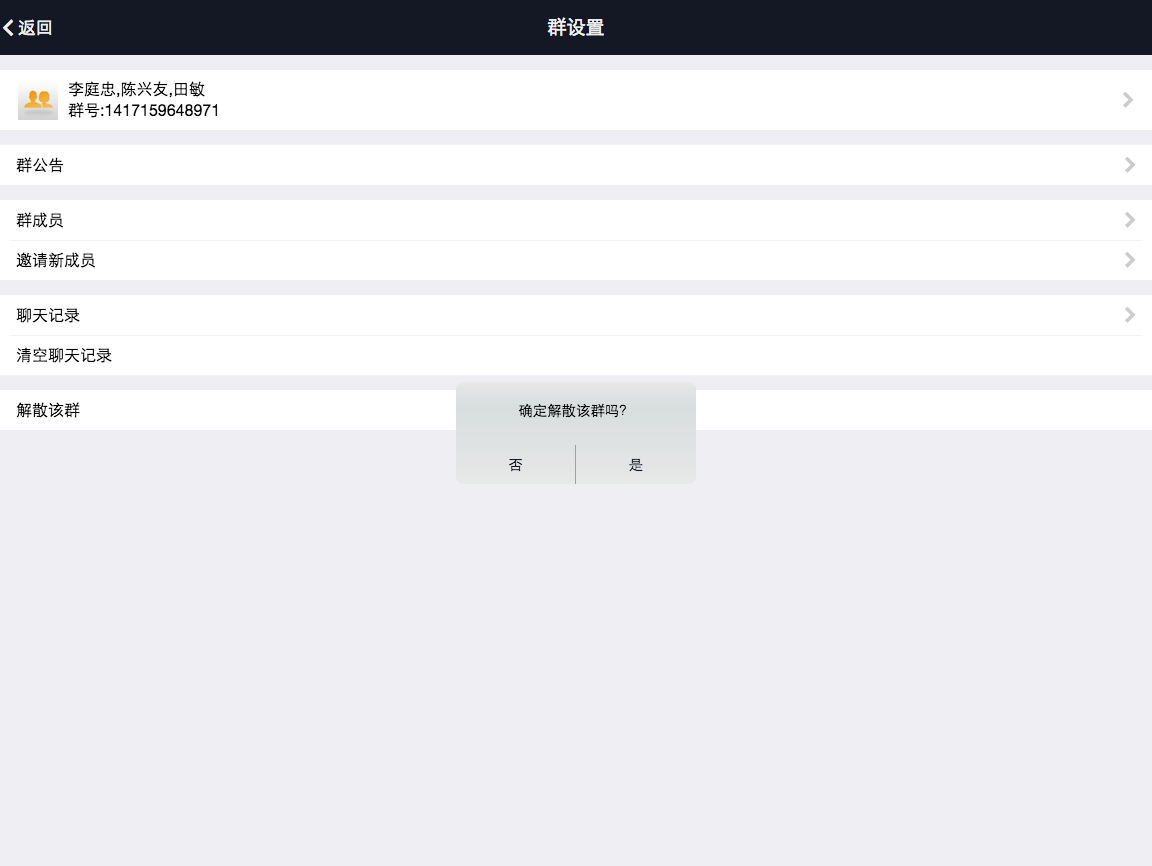 返回
群设置
李庭忠,陈兴友,田敏
群号:1417159648971
群公告
群成员
邀请新成员
聊天记录
清空聊天记录
解散该群
确定解散该群吗?
否
是